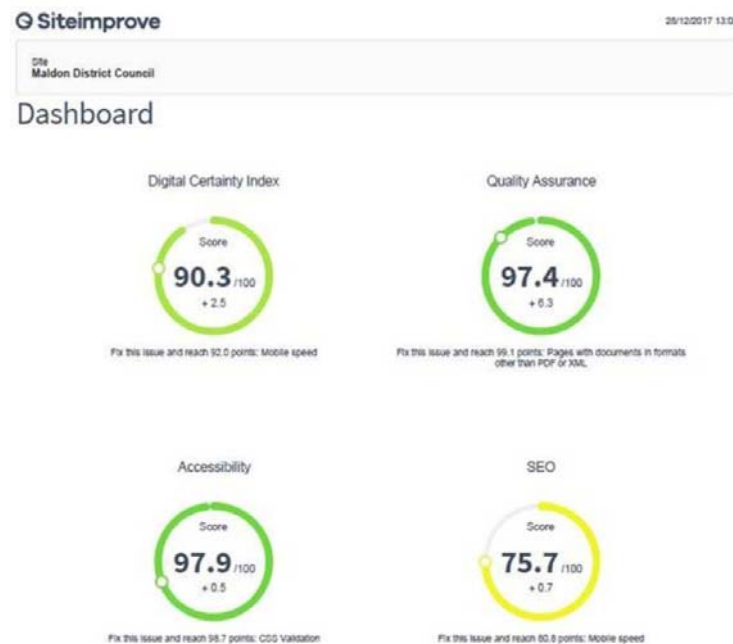 Siteimprove
28/12/2017 13:0
Site
Maldon District Council
Dashboard
Digital Certainty Index
Score
90.3 /100
+ 2.5
Fix this issue and reach 92.0 points: Mobile speed
Quality Assurance
Score
97.4 /100
+ 6.3
Fix this issue and reach 99.1 points: Pages with documents in formats
other than PDF or XML
Accessibility
Score
97.9 /100
+ 0.5
Fix this issue and reach 98.7 points: CSS Validation
SEO
Score
75.7 /100
+ 0.7
Fix this issue and reach 80.8 points: Mobile speed